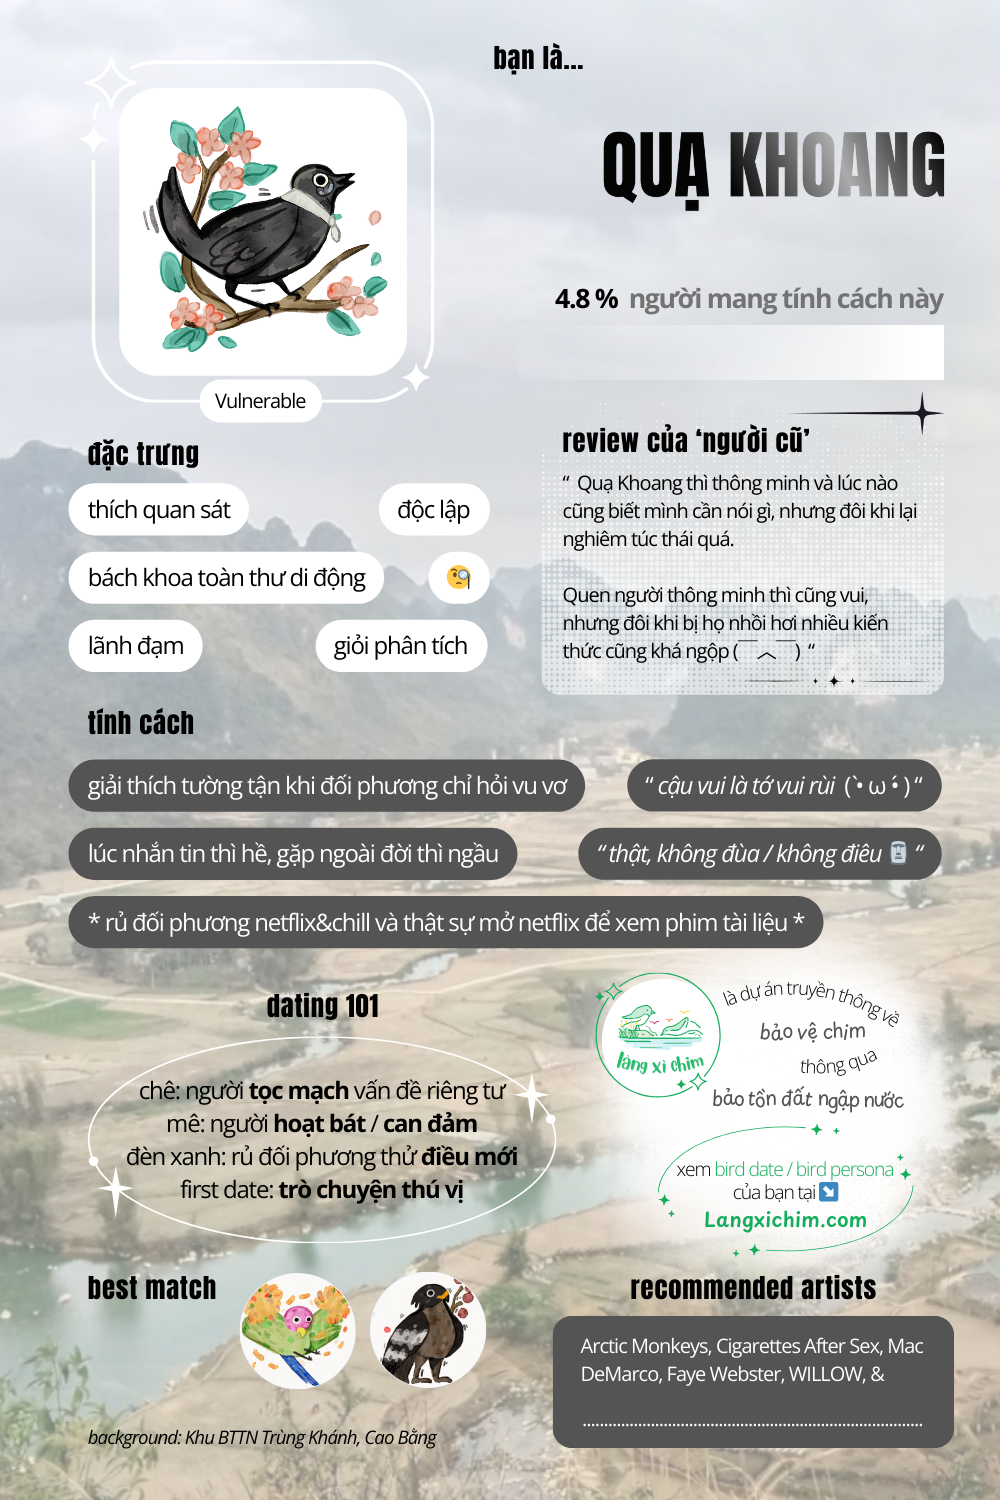 bạn là...
QUẠ KHOANG
4.8 % người mang tính cách này
Vulnerable
đặc trưng
thích quan sát
độc lập
bách khoa toàn thư di động
🧐
lãnh đạm
giỏi phân tích
review của ‘người cũ’
“ Quạ Khoang thì thông minh và lúc nào
cũng biết mình cần nói gì, nhưng đôi khi lại
nghiêm túc thái quá.
Quen người thông minh thì cũng vui,
nhưng đôi khi bị họ nhồi hơi nhiều kiến
thức cũng khá ngộp (￣︿￣) “
tính cách
giải thích tường tận khi đối phương chỉ hỏi vu vơ
“ cậu vui là tớ vui rùi (`•ω•́) “
lúc nhắn tin thì hề, gặp ngoài đời thì ngầu
“ thật, không đùa / không điêu 🗿 “
* rủ đối phương netflix&chill và thật sự mở netflix để xem phim tài liệu *
dating 101
chê: người tọc mạch vấn đề riêng tư
mê: người hoạt bát / can đảm
đèn xanh: rủ đối phương thử điều mới
first date: trò chuyện thú vị
làng xì chim
là dự án truyền thông về
bảo vệ chim
thông qua
bảo tồn đất ngập nước
xem bird date / bird persona
của bạn tại ↘️
Langxichim.com
best match
recommended artists
Arctic Monkeys, Cigarettes After Sex, Mac
DeMarco, Faye Webster, WILLOW, &
................................................................................
background: Khu BTTN Trùng Khánh, Cao Bằng